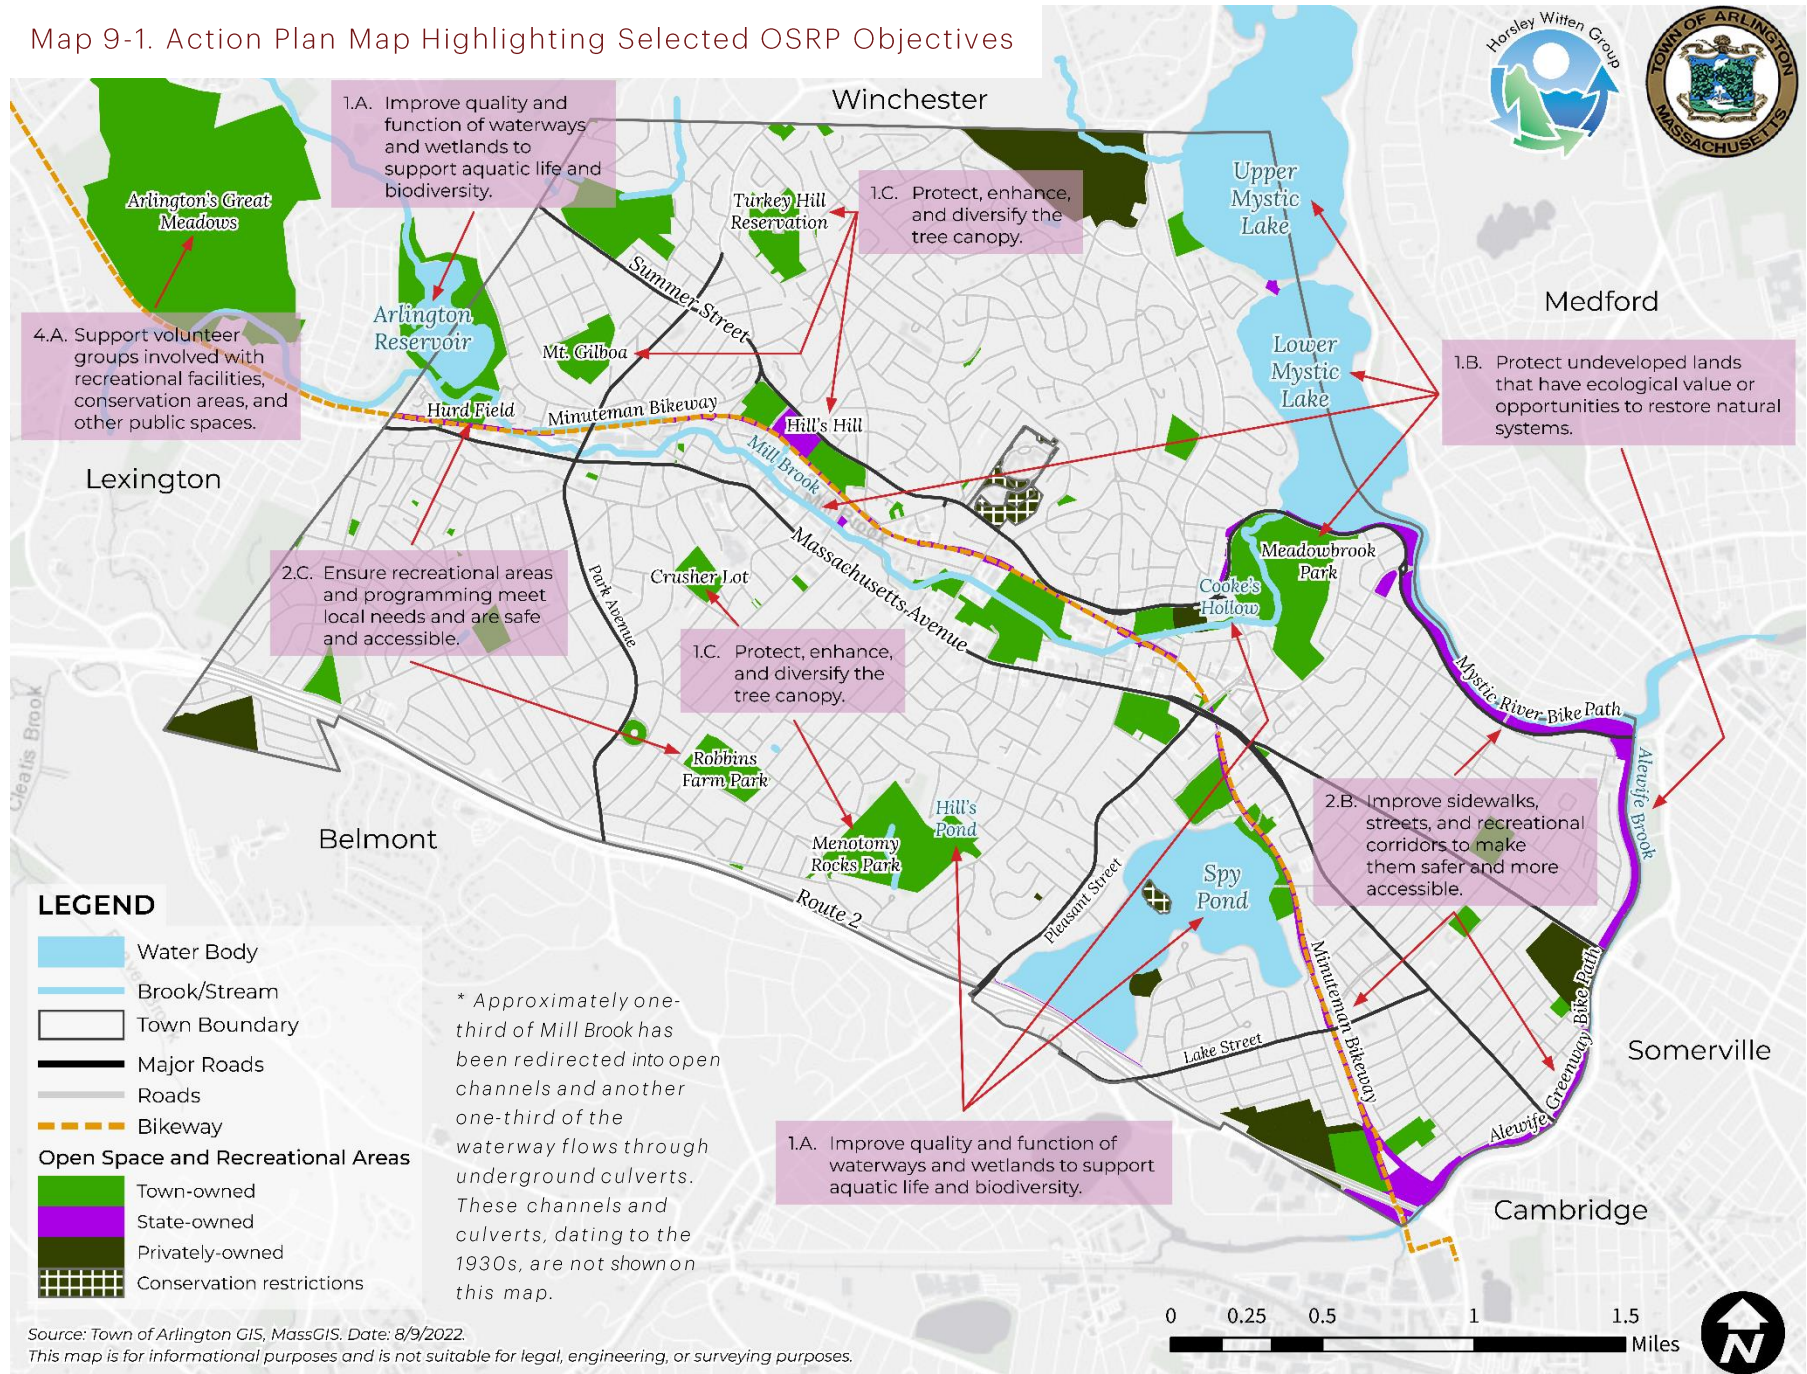 Map 9-1. Action Plan Map Highlighting Selected OSRP Objectives
Horsley Witten Group
TOWN OF ARLINGTON
MASSACHUSETTS
Winchester
1.A. Improve quality and
function of waterways
and wetlands to
support aquatic life and
biodiversity.
Arlington's Great
Meadows
Turkey Hill
Reservation
1.C. Protect, enhance,
and diversify the
tree canopy.
Upper
Mystic
Lake
Summer Street
Medford
Arlington
Reservoir
4.A. Support volunteer
groups involved with
recreational facilities,
conservation areas, and
other public spaces.
Mt. Gilboa
Lower
Mystic
Lake
1.B. Protect undeveloped lands
that have ecological value or
opportunities to restore natural
systems.
Hurd Field
Minuteman Bikeway
Hill's Hill
Mill Brook
Mill Brook
Lexington
Massachusetts Avenue
Meadowbrook
Park
Cooke's
Hollow
2.C. Ensure recreational areas
and programming meet
local needs and are safe
and accessible.
Park Avenue
Crusher Lot
1.C. Protect, enhance,
and diversify the
tree canopy.
Mystic River Bike Path
Cleatis Brook
Robbins
Farm Park
Alewife Brook
2.B. Improve sidewalks,
streets, and recreational
corridors to make
them safer and more
accessible.
Belmont
Hill's
Pond
Menotomy
Rocks Park
Spy
Pond
Pleasant Street
Route 2
Minuteman Bikeway
Lake Street
Alewife Greenway Bike Path
Somerville
Cambridge
1.A. Improve quality and function of
waterways and wetlands to support
aquatic life and biodiversity.
LEGEND
Water Body
Brook/Stream
Town Boundary
Major Roads
Roads
Bikeway
Open Space and Recreational Areas
Town-owned
State-owned
Privately-owned
Conservation restrictions
* Approximately one-
third of Mill Brook has
been redirected into open
channels and another
one-third of the
waterway flows through
underground culverts.
These channels and
culverts, dating to the
1930s, are not shown on
this map.
0 0.25 0.5 1 1.5
Miles
N
Source: Town of Arlington GIS, MassGIS. Date: 8/9/2022.
This map is for informational purposes and is not suitable for legal, engineering, or surveying purposes.